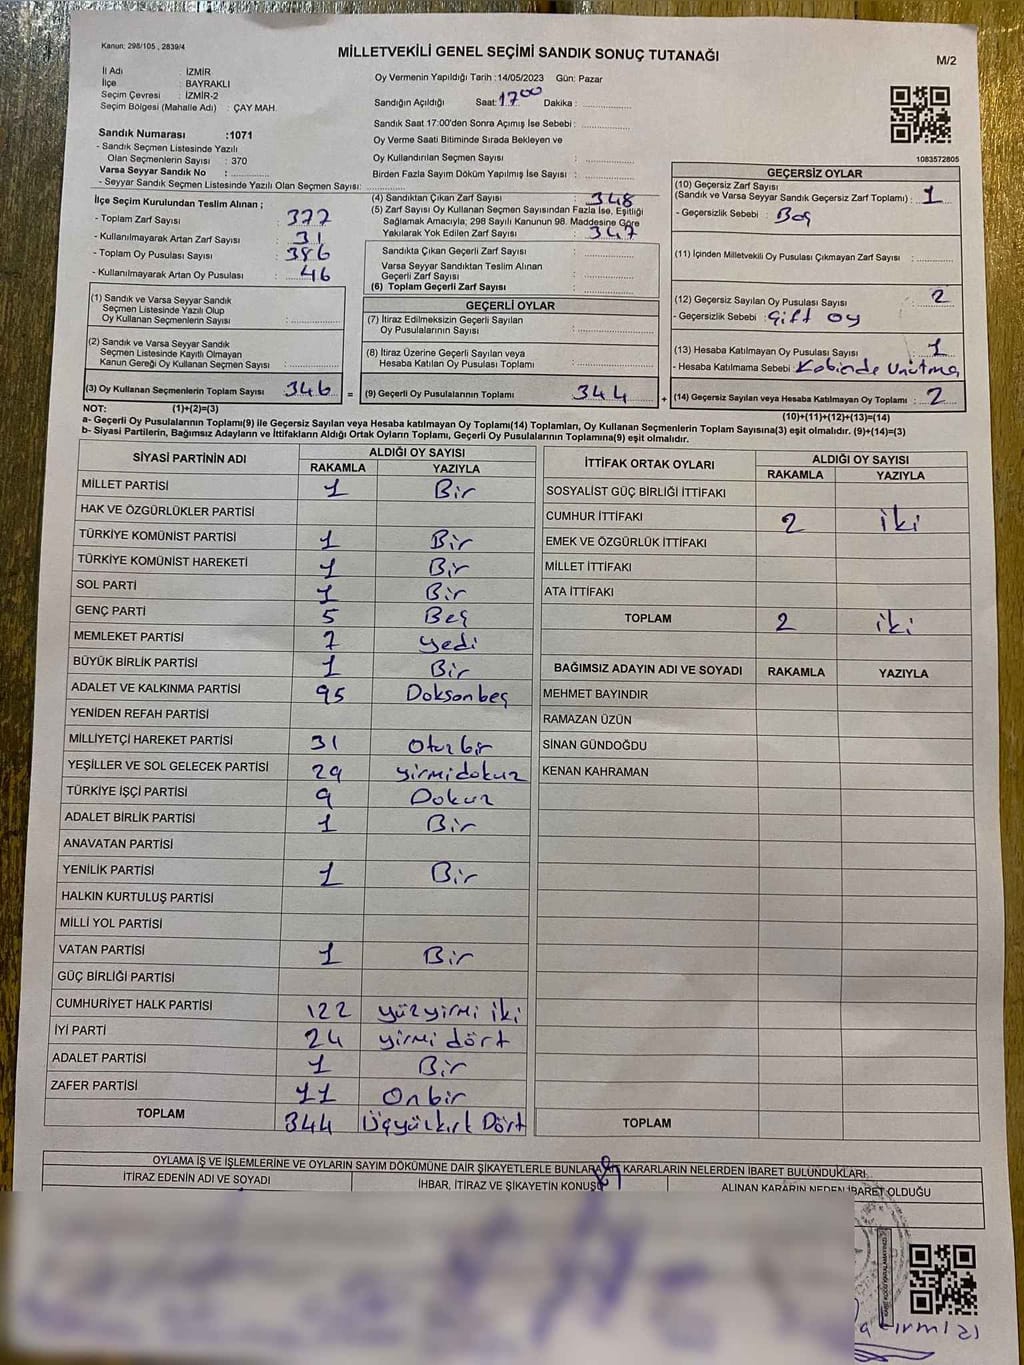 Kanun: 298/105 , 2839/4
MİLLETVEKİLİ GENEL SEÇİMİ SANDIK SONUÇ TUTANAĞI
M/2
İl Adı : İZMİR
İlçe : BAYRAKLI
Seçim Çevresi : İZMİR-2
Seçim Bölgesi (Mahalle Adı) : ÇAY MAH.
Oy Vermenin Yapıldığı Tarih :14/05/2023 Gün: Pazar
Sandığın Açıldığı Saat: 17 00 Dakika : ..............
Sandık Saat 17:00'den Sonra Açımış İse Sebebi : ..............
Oy Verme Saati Bitiminde Sırada Bekleyen ve
Oy Kullandırılan Seçmen Sayısı : ..............
Birden Fazla Sayım Döküm Yapılmış İse Sayısı : ..............
1083572805
Sandık Numarası :1071
- Sandık Seçmen Listesinde Yazılı
Olan Seçmenlerin Sayısı : 370
Varsa Seyyar Sandık No : ..............
- Seyyar Sandık Seçmen Listesinde Yazılı Olan Seçmen Sayısı: ..............
İlçe Seçim Kurulundan Teslim Alınan ;
- Toplam Zarf Sayısı : 377
- Kullanılmayarak Artan Zarf Sayısı : 31
- Toplam Oy Pusulası Sayısı : 386
- Kullanılmayarak Artan Oy Pusulası : 46
(4) Sandıktan Çıkan Zarf Sayısı : 348
(5) Zarf Sayısı Oy Kullanan Seçmen Sayısından Fazla İse, Eşitliği
Sağlamak Amacıyla; 298 Sayılı Kanunun 98. Maddesine Göre
Yakılarak Yok Edilen Zarf Sayısı : 347
Sandıkta Çıkan Geçerli Zarf Sayısı : ..............
Varsa Seyyar Sandıktan Teslim Alınan
Geçerli Zarf Sayısı : ..............
(6) Toplam Geçerli Zarf Sayısı : ..............
GEÇERSİZ OYLAR
(10) Geçersiz Zarf Sayısı
(Sandık ve Varsa Seyyar Sandık Geçersiz Zarf Toplamı) : 1
- Geçersizlik Sebebi : Boş
(11) İçinden Milletvekili Oy Pusulası Çıkmayan Zarf Sayısı : ..............
(12) Geçersiz Sayılan Oy Pusulası Sayısı : 2
- Geçersizlik Sebebi : Çift oy
(13) Hesaba Katılmayan Oy Pusulası Sayısı : 1
- Hesaba Katılmama Sebebi : Kabinde Unutma
(14) Geçersiz Sayılan veya Hesaba Katılmayan Oy Toplamı : 2
(10)+(11)+(12)+(13)=(14)
(1) Sandık ve Varsa Seyyar Sandık
Seçmen Listesinde Yazılı Olup
Oy Kullanan Seçmenlerin Sayısı : ..............
(2) Sandık ve Varsa Seyyar Sandık
Seçmen Listesinde Kayıtlı Olmayan
Kanun Gereği Oy Kullanan Seçmen Sayısı : ..............
(3) Oy Kullanan Seçmenlerin Toplam Sayısı : 346 =
GEÇERLİ OYLAR
(7) İtiraz Edilmeksizin Geçerli Sayılan
Oy Pusulalarının Sayısı : ..............
(8) İtiraz Üzerine Geçerli Sayılan veya
Hesaba Katılan Oy Pusulası Toplamı : ..............
(9) Geçerli Oy Pusulalarının Toplamı : 344 +
NOT: (1)+(2)=(3)
a- Geçerli Oy Pusulalarının Toplamı(9) ile Geçersiz Sayılan veya Hesaba katılmayan Oy Toplamı(14) Toplamları, Oy Kullanan Seçmenlerin Toplam Sayısına(3) eşit olmalıdır. (9)+(14)=(3)
b- Siyasi Partilerin, Bağımsız Adayların ve İttifakların Aldığı Ortak Oyların Toplamı, Geçerli Oy Pusulalarının Toplamına(9) eşit olmalıdır.
SİYASİ PARTİNİN ADI ALDIĞI OY SAYISI
RAKAMLA YAZIYLA
MİLLET PARTİSİ 1 Bir
HAK VE ÖZGÜRLÜKLER PARTİSİ
TÜRKİYE KOMÜNİST PARTİSİ 1 Bir
TÜRKİYE KOMÜNİST HAREKETİ 1 Bir
SOL PARTİ 1 Bir
GENÇ PARTİ 5 Beş
MEMLEKET PARTİSİ 7 yedi
BÜYÜK BİRLİK PARTİSİ 1 Bir
ADALET VE KALKINMA PARTİSİ 95 Doksanbeş
YENİDEN REFAH PARTİSİ
MİLLİYETÇİ HAREKET PARTİSİ 31 Otuzbir
YEŞİLLER VE SOL GELECEK PARTİSİ 29 yirmidokuz
TÜRKİYE İŞÇİ PARTİSİ 9 Dokuz
ADALET BİRLİK PARTİSİ 1 Bir
ANAVATAN PARTİSİ
YENİLİK PARTİSİ 1 Bir
HALKIN KURTULUŞ PARTİSİ
MİLLİ YOL PARTİSİ
VATAN PARTİSİ 1 Bir
GÜÇ BİRLİĞİ PARTİSİ
CUMHURİYET HALK PARTİSİ 122 yüzyirmi iki
İYİ PARTİ 24 yirmi dört
ADALET PARTİSİ 1 Bir
ZAFER PARTİSİ 11 Onbir
TOPLAM 344 Üçyüzkırk Dört
İTTİFAK ORTAK OYLARI ALDIĞI OY SAYISI
RAKAMLA YAZIYLA
SOSYALİST GÜÇ BİRLİĞİ İTTİFAKI
CUMHUR İTTİFAKI 2 iki
EMEK VE ÖZGÜRLÜK İTTİFAKI
MİLLET İTTİFAKI
ATA İTTİFAKI
TOPLAM 2 iki
BAĞIMSIZ ADAYIN ADI VE SOYADI RAKAMLA YAZIYLA
MEHMET BAYINDIR
RAMAZAN ÜZÜN
SİNAN GÜNDOĞDU
KENAN KAHRAMAN
TOPLAM
OYLAMA İŞ VE İŞLEMLERİNE VE OYLARIN SAYIM DÖKÜMÜNE DAİR ŞİKAYETLERLE BUNLARA AİT KARARLARIN NELERDEN İBARET BULUNDUKLARI
İTİRAZ EDENİN ADI VE SOYADI İHBAR, İTİRAZ VE ŞİKAYETİN KONUSU ALINAN KARARIN NEDEN İBARET OLDUĞU